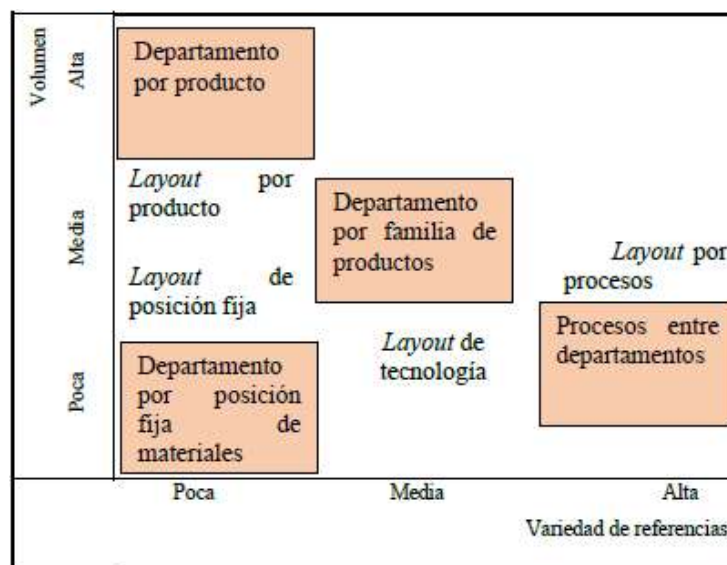 Volumen
Alta
Media
Poca
Departamento
por producto
Layout por
producto
Layout de
posición fija
Departamento
por posición
fija de
materiales
Departamento
por familia de
productos
Layout de
tecnología
Layout por
procesos
Procesos entre
departamentos
Poca Media Alta
Variedad de referencias